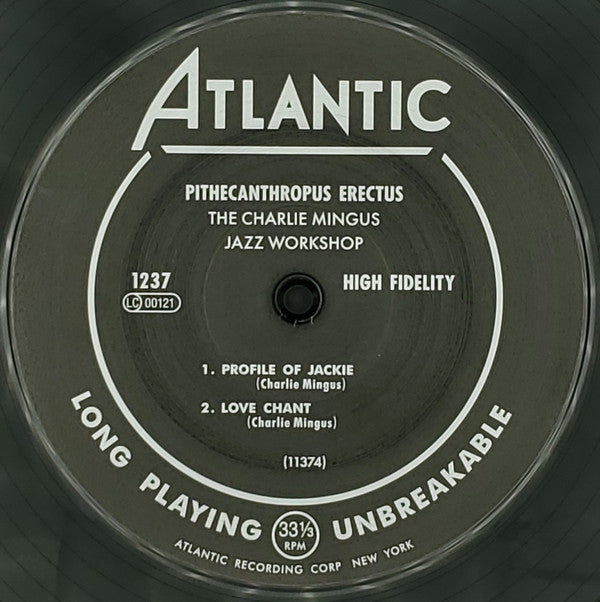 ATLANTIC
PITHECANTHROPUS ERECTUS
THE CHARLIE MINGUS
JAZZ WORKSHOP
1237
LC 00121
HIGH FIDELITY
1. PROFILE OF JACKIE
(Charlie Mingus)
2. LOVE CHANT
(Charlie Mingus)
(11374)
LONG PLAYING 33⅓ RPM UNBREAKABLE
ATLANTIC RECORDING CORP NEW YORK